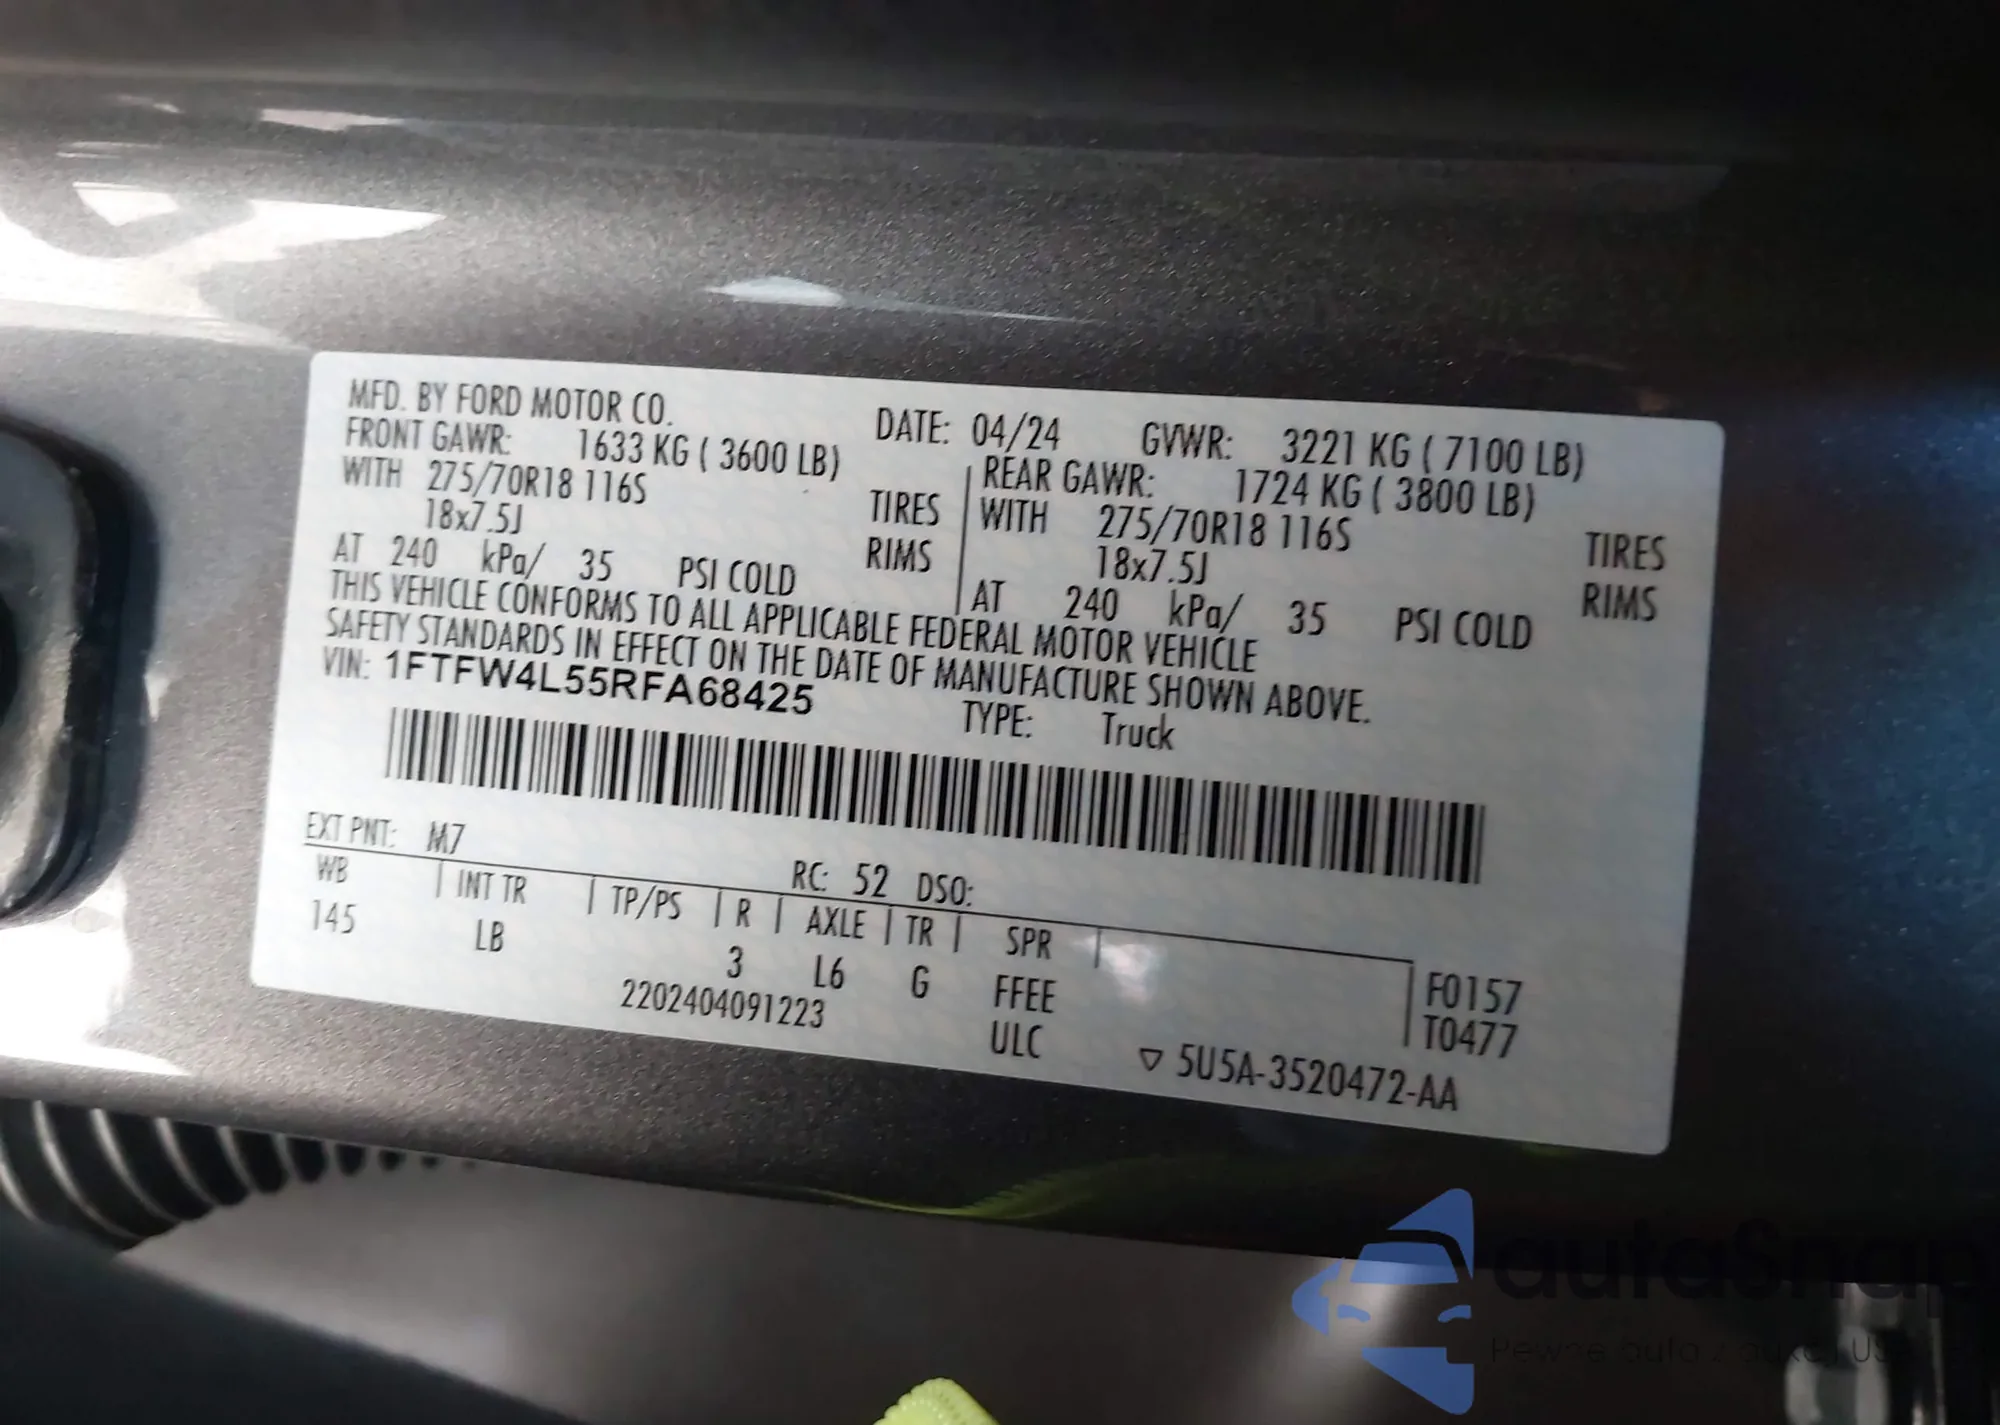 MFD. BY FORD MOTOR CO.
DATE: 04/24 GVWR: 3221 KG ( 7100 LB)
FRONT GAWR: 1633 KG ( 3600 LB)
WITH 275/70R18 116S TIRES
18x7.5J RIMS
AT 240 kPa/ 35 PSI COLD
REAR GAWR: 1724 KG ( 3800 LB)
WITH 275/70R18 116S TIRES
18x7.5J RIMS
AT 240 kPa/ 35 PSI COLD
THIS VEHICLE CONFORMS TO ALL APPLICABLE FEDERAL MOTOR VEHICLE
SAFETY STANDARDS IN EFFECT ON THE DATE OF MANUFACTURE SHOWN ABOVE.
VIN: 1FTFW4L55RFA68425
TYPE: Truck
EXT PNT: M7 RC: 52 DSO:
WB INT TR TP/PS R AXLE TR SPR
145 LB 3 L6 G FFEE
F0157
T0477
2202404091223 ULC
▽ 5U5A-3520472-AA
autaSnap
Pewne auto z aukcji